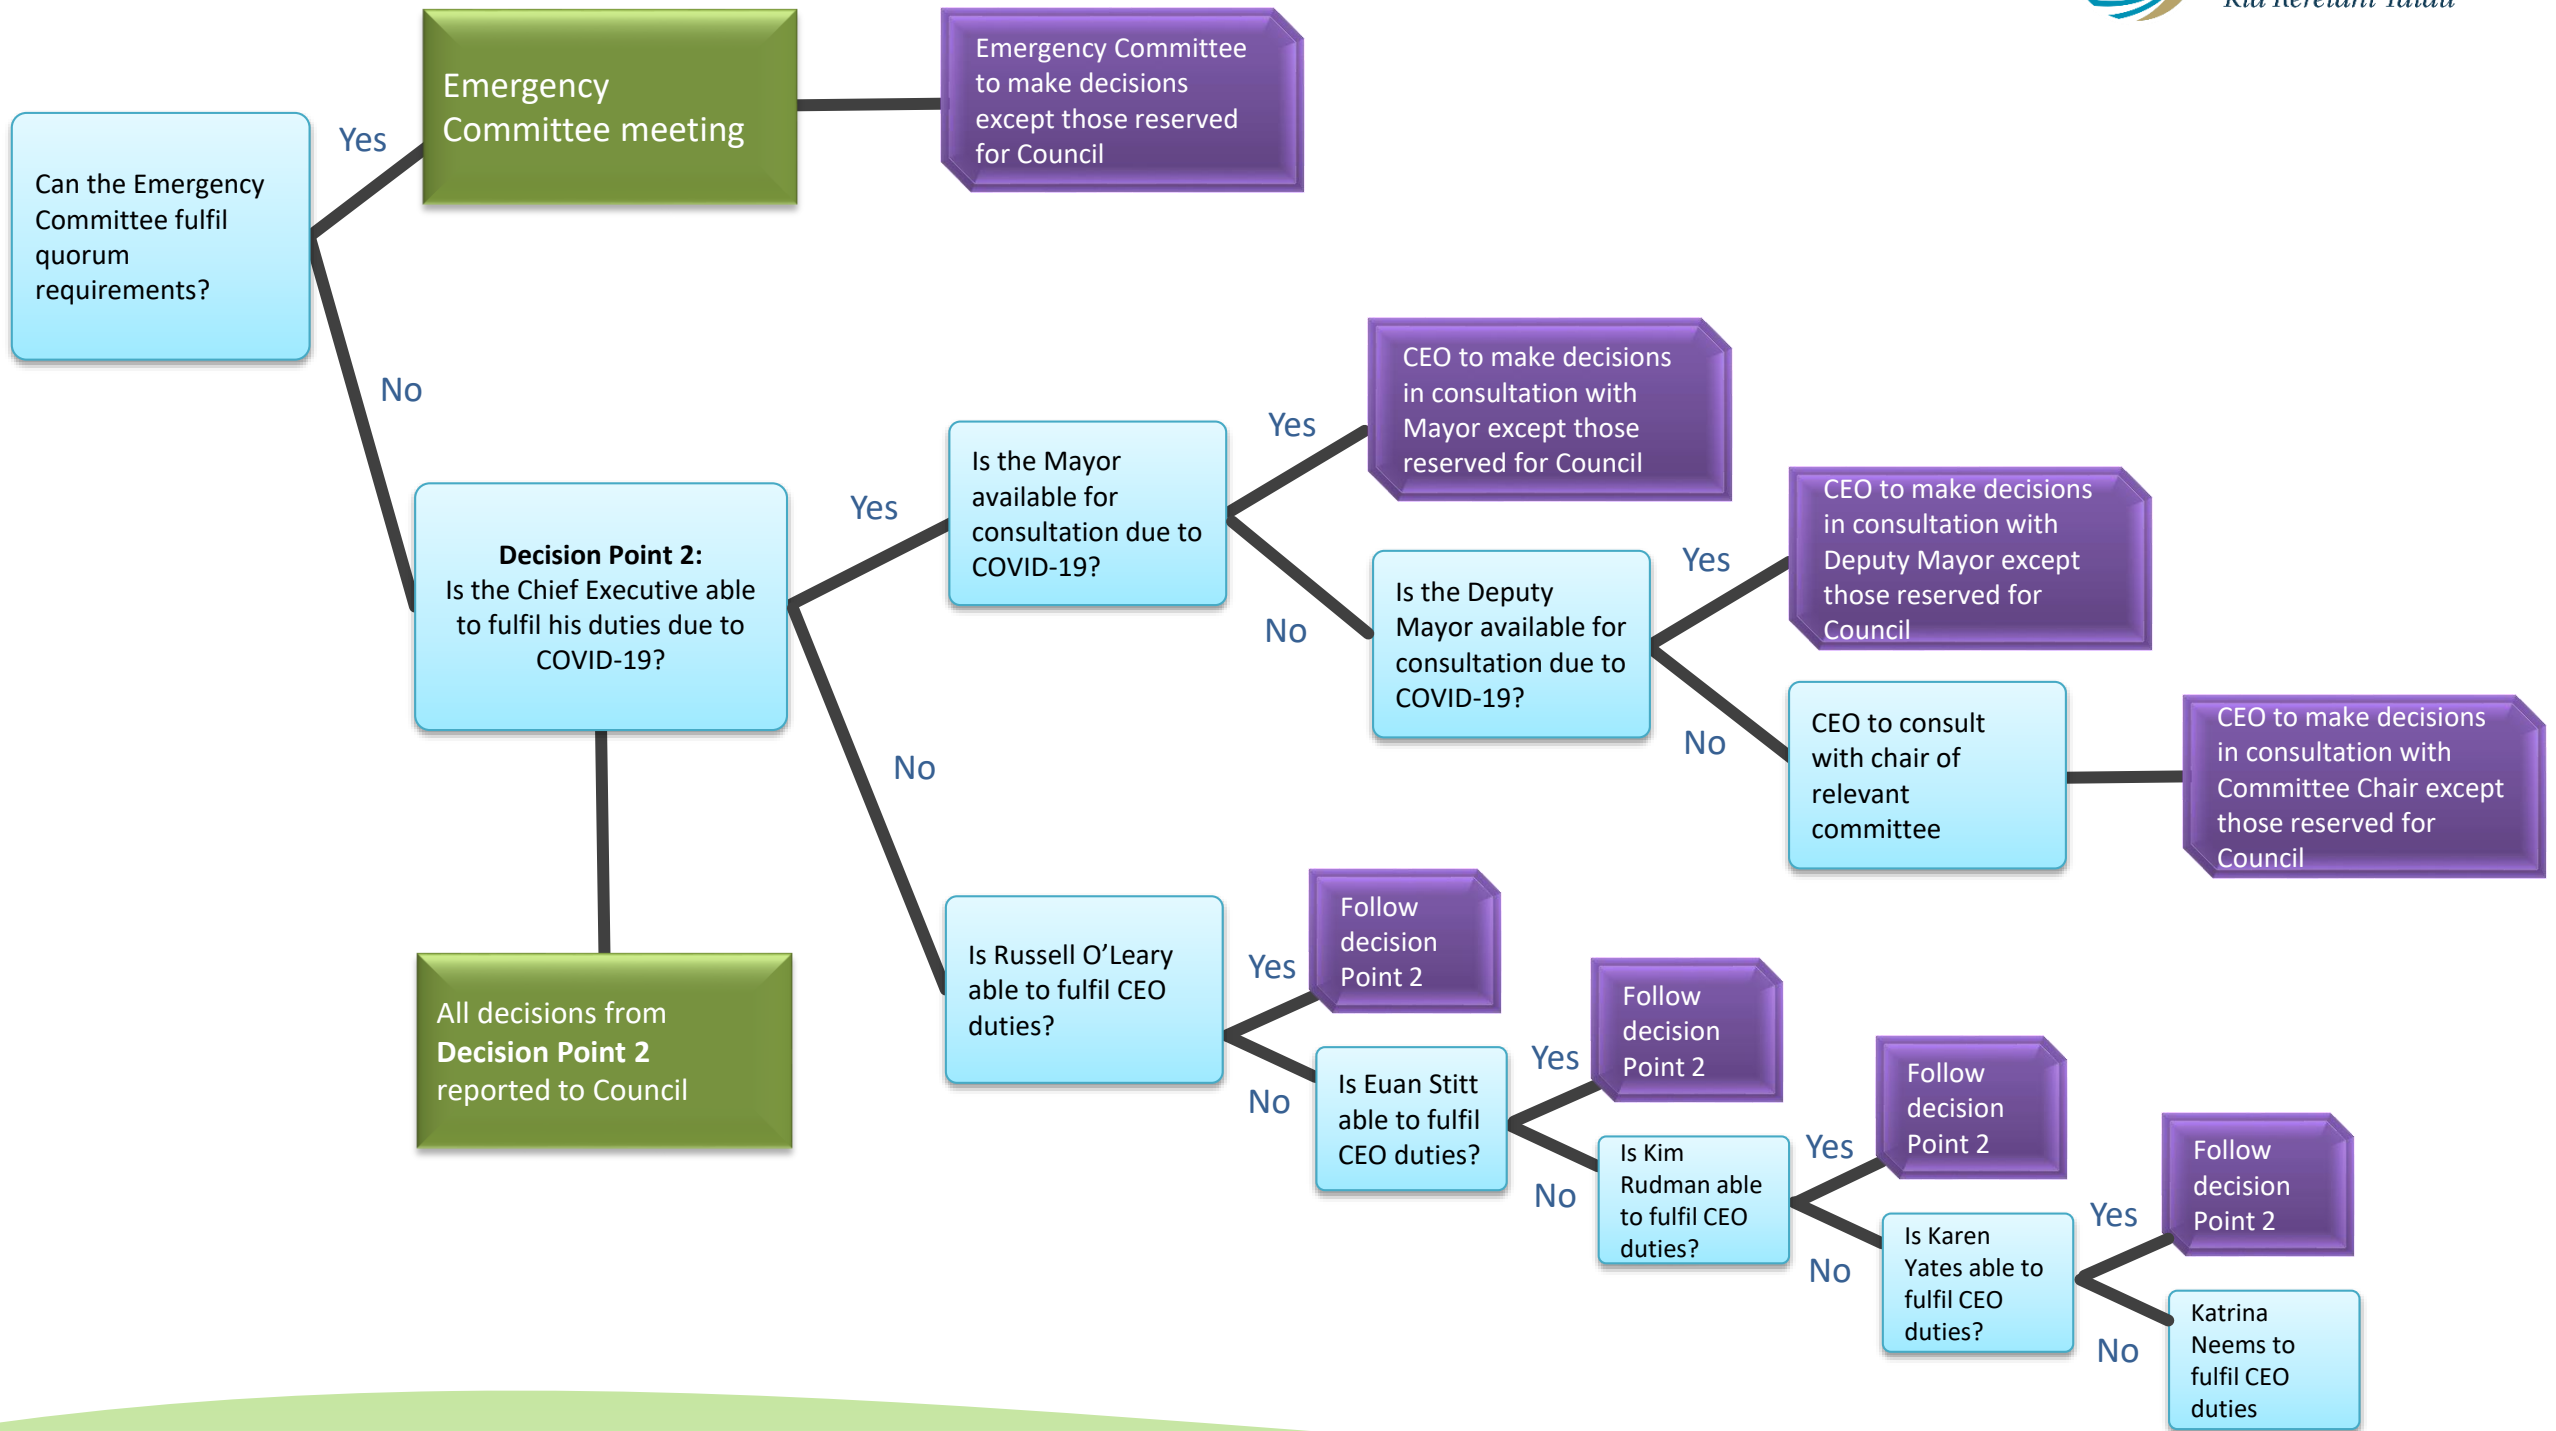 Emergency
Committee meeting
Emergency Committee
to make decisions
except those reserved
for Council
Yes
Can the Emergency
Committee fulfil
quorum
requirements?
No
CEO to make decisions
in consultation with
Mayor except those
reserved for Council
Yes
Is the Mayor
available for
consultation due to
COVID-19?
Yes
No
CEO to make decisions
in consultation with
Deputy Mayor except
those reserved for
Council
Yes
Decision Point 2:
Is the Chief Executive able
to fulfil his duties due to
COVID-19?
Is the Deputy
Mayor available for
consultation due to
COVID-19?
No
CEO to consult
with chair of
relevant
committee
CEO to make decisions
in consultation with
Committee Chair except
those reserved for
Council
No
All decisions from
Decision Point 2
reported to Council
Is Russell O’Leary
able to fulfil CEO
duties?
Yes
Follow
decision
Point 2
No
Is Euan Stitt
able to fulfil
CEO duties?
Yes
Follow
decision
Point 2
No
Is Kim
Rudman able
to fulfil CEO
duties?
Yes
Follow
decision
Point 2
No
Is Karen
Yates able to
fulfil CEO
duties?
Yes
Follow
decision
Point 2
No
Katrina
Neems to
fulfil CEO
duties